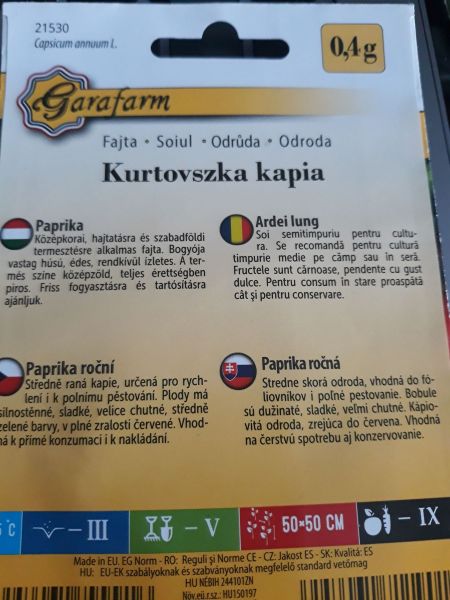 21530
Capsicum annuum L.
0,4g
Garafarm
Fajta • Soiul • Odrůda • Odroda
Kurtovszka kapia
Paprika
Középkorai, hajtatásra és szabadföldi
termesztésre alkalmas fajta. Bogyója
vastag húsú, édes, rendkívül ízletes. A ter-
més színe középzöld, teljes érettségben
piros. Friss fogyasztásra és tartósításra
ajánljuk.
Ardei lung
Soi semitimpuriu pentru cultu-
ra. Se recomandă pentru cultură
timpurie medie pe câmp sau în seră.
Fructele sunt cărnoase, pendente cu gust
dulce. Pentru consum în stare proaspătă
cât și pentru conservare.
Paprika roční
Středně raná kapie, určená pro rych-
lení i k polnímu pěstování. Plody má
silnostěnné, sladké, velice chutné, středně
zelené barvy, v plné zralosti červené. Vhod-
ná k přímé konzumaci i k nakládání.
Paprika ročná
Stredne skorá odroda, vhodná do fó-
liovníkov i poľné pestovanie. Bobule
sú dužinaté, sladké, veľmi chutné. Kápio-
vitá odroda, zrejúca do červena. Vhodná
na čerstvú spotrebu aj konzervovanie.
°C
– III
– V
50×50 CM
– IX
Made in EU. EG Norm - RO: Reguli și Norme CE - CZ: Jakost ES - SK: Kvalitá: ES
HU: EU-EK szabályoknak és szabványoknak megfelelő standard vetőmag
HU NÉBIH 244101ZN
Növ.eü.r.sz.: HU150197